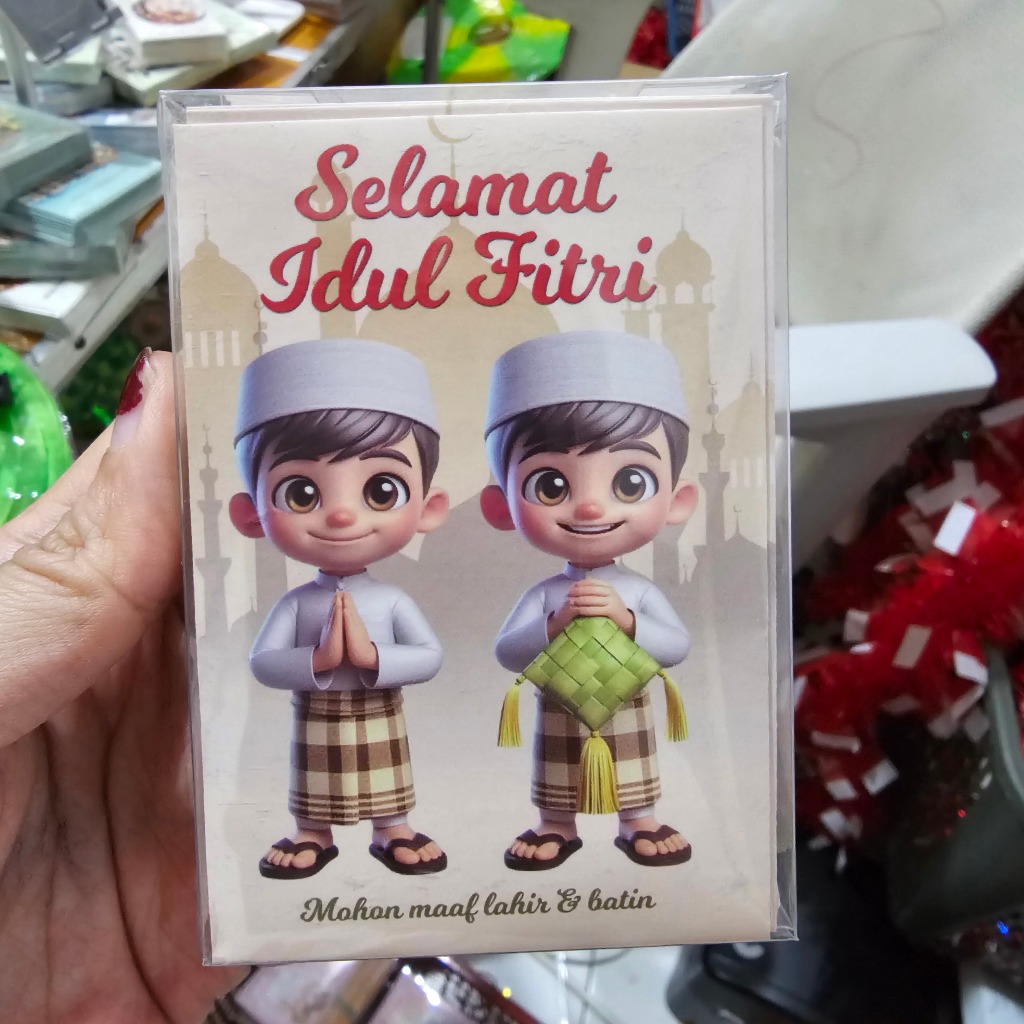 Selamat
Idul Fitri
Mohon maaf lahir & batin